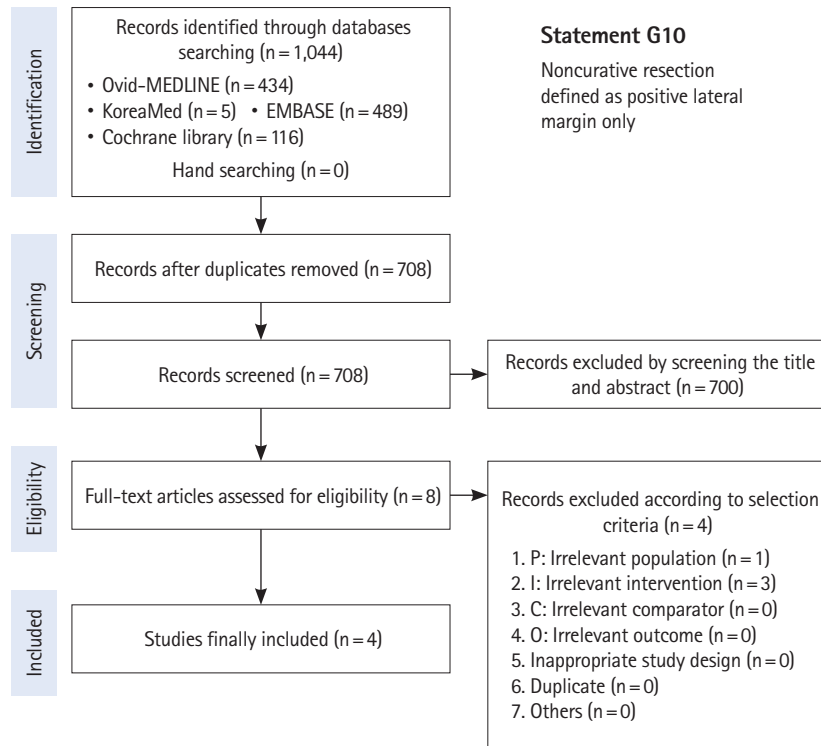 Records identified through databases
searching (n=1,044)
• Ovid-MEDLINE (n=434)
• KoreaMed (n=5) • EMBASE (n=489)
• Cochrane library (n=116)
Hand searching (n=0)
Statement G10
Noncurative resection
defined as positive lateral
margin only
Identification
Records after duplicates removed (n=708)
Screening
Records screened (n=708)
Records excluded by screening the title
and abstract (n=700)
Eligibility
Full-text articles assessed for eligibility (n=8)
Records excluded according to selection
criteria (n=4)
1. P: Irrelevant population (n=1)
2. I: Irrelevant intervention (n=3)
3. C: Irrelevant comparator (n=0)
4. O: Irrelevant outcome (n=0)
5. Inappropriate study design (n=0)
6. Duplicate (n=0)
7. Others (n=0)
Included
Studies finally included (n=4)